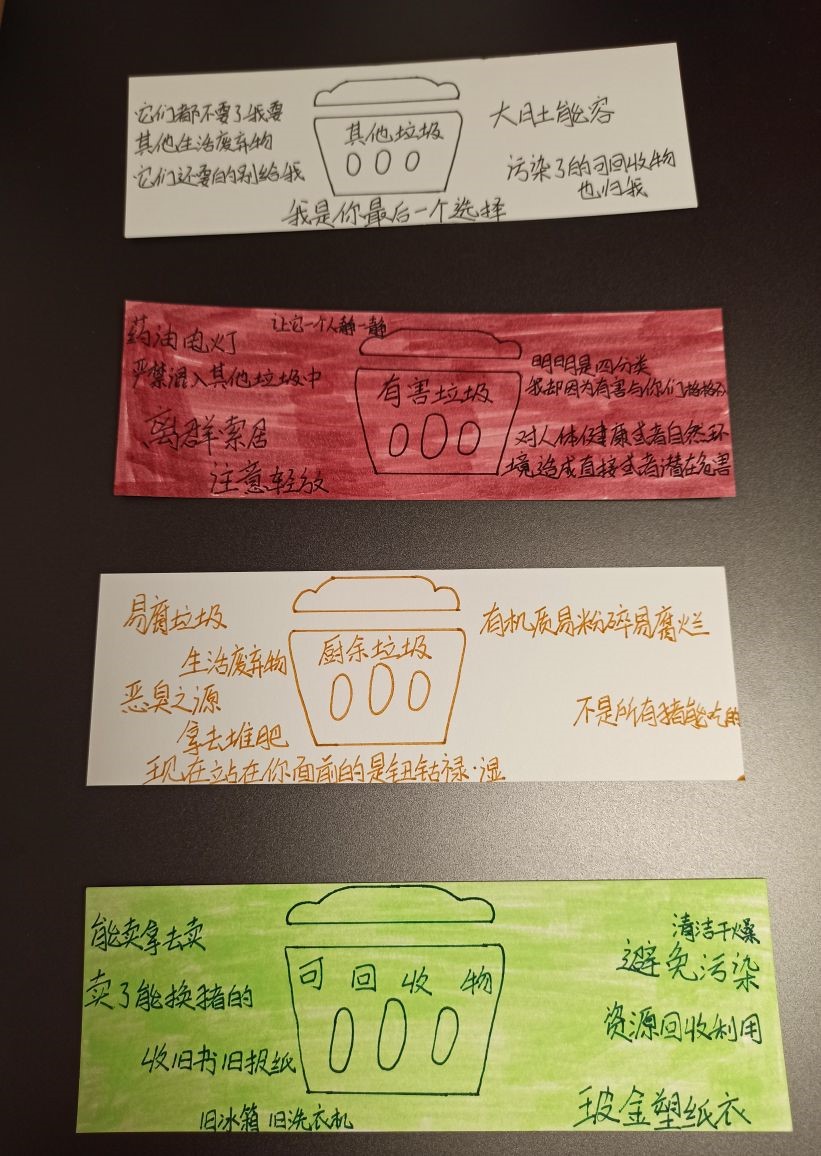 它们都不要了我要
其他生活废弃物
它们还要的别给我
其他垃圾
大肚能容
污染了的可回收物
也归我
我是你最后一个选择
药油电灯
严禁混入其他垃圾中
离群索居
注意轻放
让它一个人静一静
有害垃圾
明明是四分类
我却因为有害与你们格格不
对人体健康或者自然环
境造成直接或者潜在危害
易腐垃圾
生活废弃物
恶臭之源
拿去堆肥
厨余垃圾
有机质易粉碎易腐烂
不是所有猪能吃的
现在站在你面前的是钮钴禄·湿
能卖拿去卖
卖了能换猪的
收旧书旧报纸
旧冰箱 旧洗衣机
可回收物
清洁干燥
避免污染
资源回收利用
玻金塑纸衣